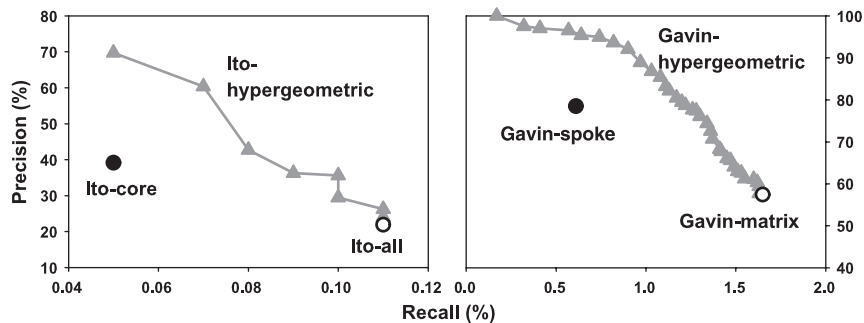 80
70
60
50
40
30
20
10
Precision (%)
Ito-
hypergeometric
Ito-core
Ito-all
0.04
0.06
0.08
0.10
0.12
Gavin-
hypergeometric
Gavin-spoke
Gavin-matrix
100
90
80
70
60
50
40
0.0
0.5
1.0
1.5
2.0
Recall (%)